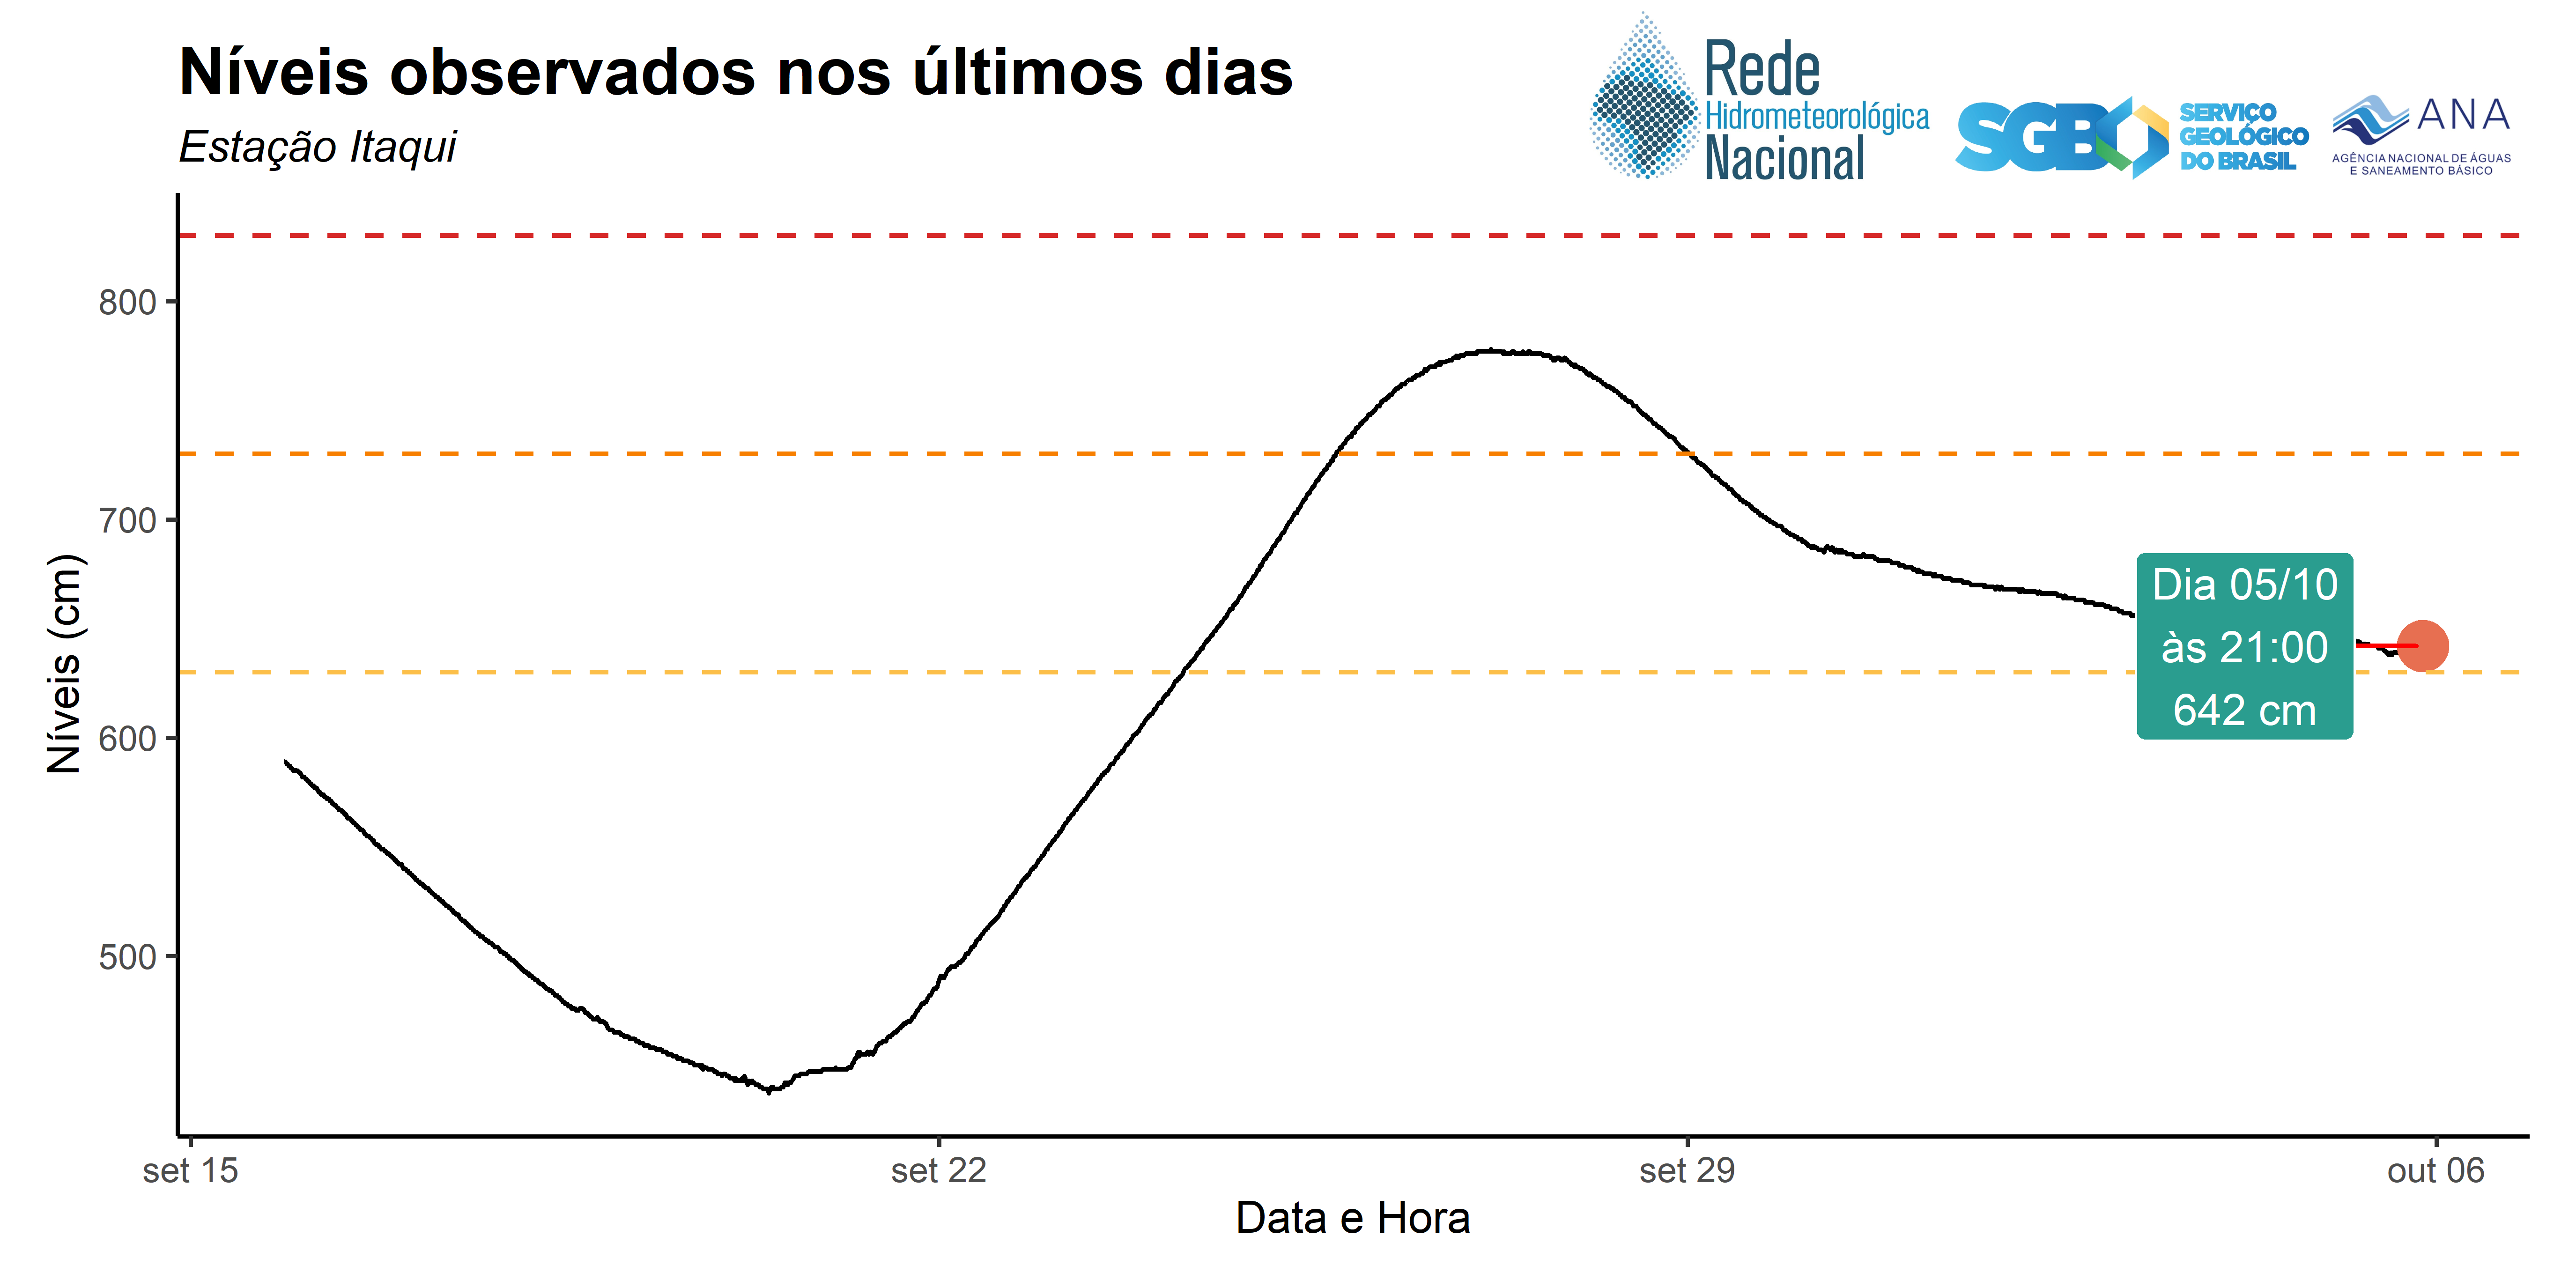 Níveis observados nos últimos dias
Estação Itaqui
Rede
Hidrometeorológica
Nacional
SGB
SERVIÇO
GEOLÓGICO
DO BRASIL
ANA
AGÊNCIA NACIONAL DE ÁGUAS
E SANEAMENTO BÁSICO
Níveis (cm)
800
700
600
500
Dia 05/10
às 21:00
642 cm
set 15
set 22
set 29
out 06
Data e Hora